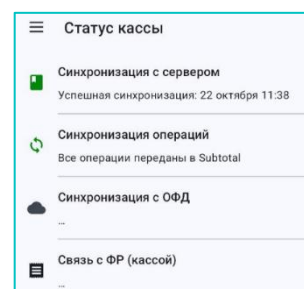 Статус кассы
Синхронизация с сервером
Успешная синхронизация: 22 октября 11:38
Синхронизация операций
Все операции переданы в Subtotal
Синхронизация с ОФД
...
Связь с ФР (кассой)
...